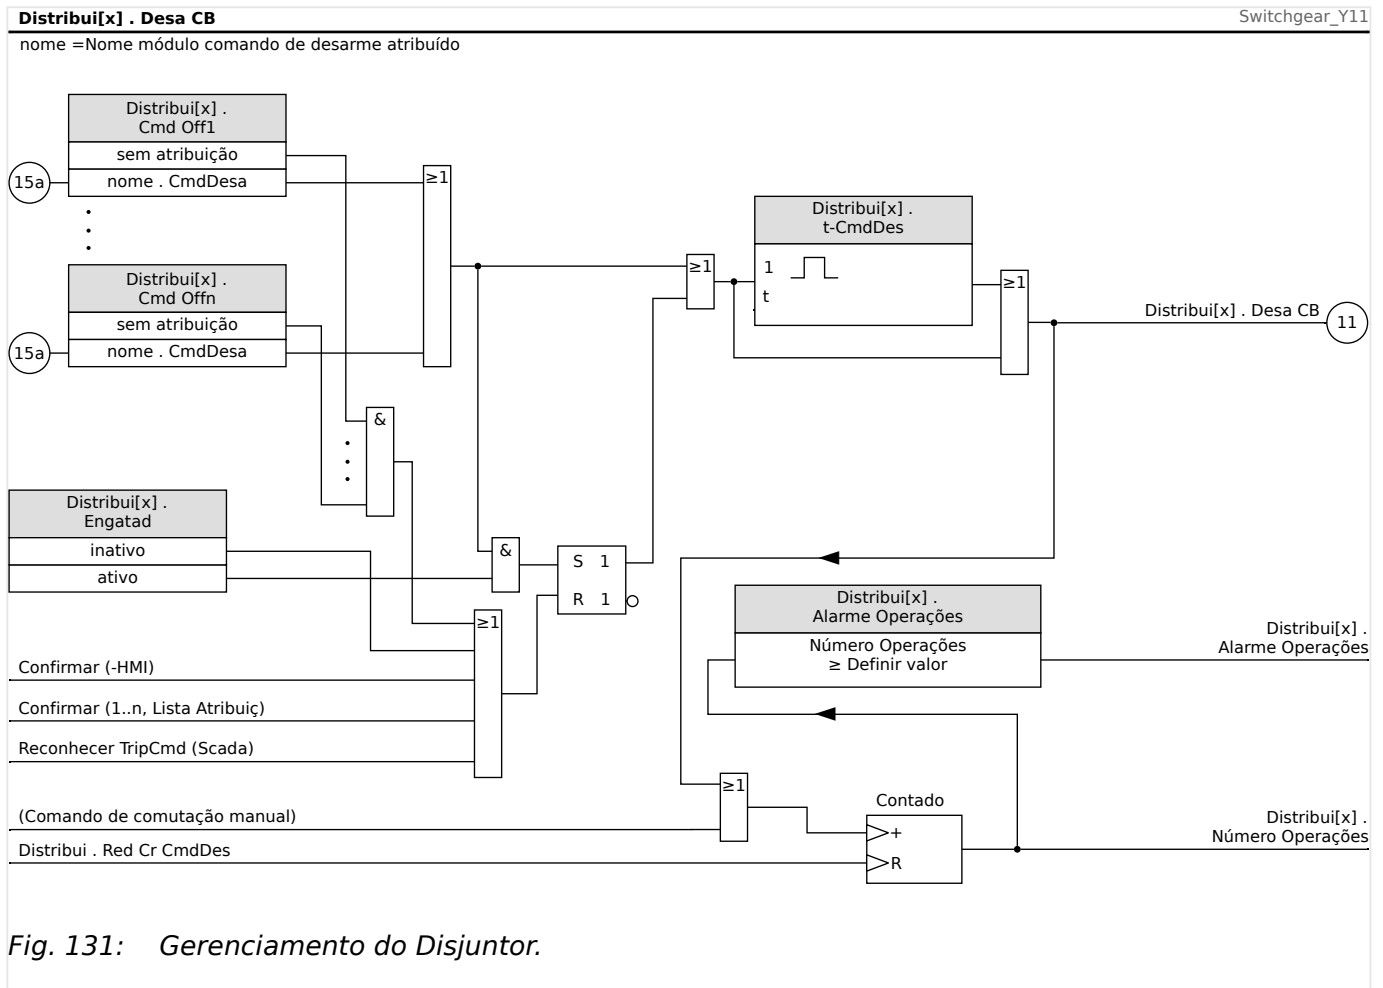 Distribui[x] . Desa CB
Switchgear_Y11
nome =Nome módulo comando de desarme atribuído
Distribui[x] .
Cmd Off1
sem atribuição
15a
nome . CmdDesa
≥1
Distribui[x] .
t-CmdDes
1
t
≥1
≥1
Distribui[x] . Desa CB
11
Distribui[x] .
Cmd Offn
sem atribuição
15a
nome . CmdDesa
&
Distribui[x] .
Engatad
inativo
ativo
&
S 1
R 1
≥1
Confirmar (-HMI)
Confirmar (1..n, Lista Atribuiç)
Reconhecer TripCmd (Scada)
Distribui[x] .
Alarme Operações
Número Operações
≥ Definir valor
Distribui[x] .
Alarme Operações
(Comando de comutação manual)
≥1
Distribui . Red Cr CmdDes
Contado
+
R
Distribui[x] .
Número Operações
Fig. 131: Gerenciamento do Disjuntor.